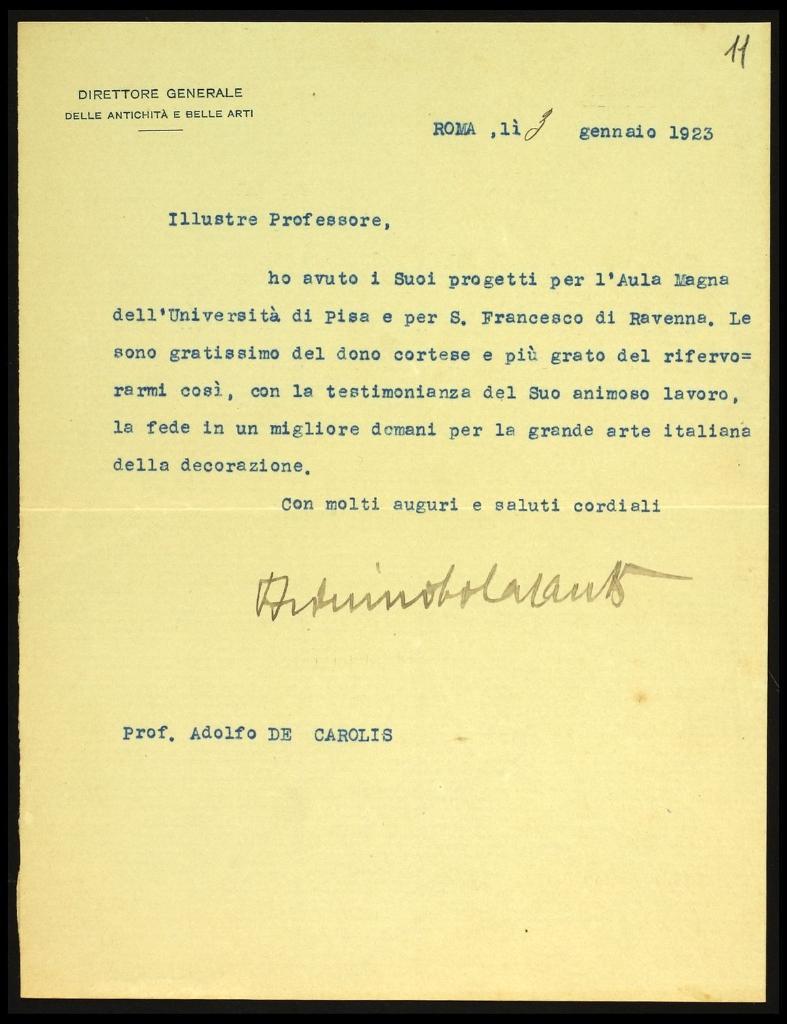 11
DIRETTORE GENERALE
DELLE ANTICHITÀ E BELLE ARTI
ROMA ,lì 3 gennaio 1923
Illustre Professore,
ho avuto i Suoi progetti per l'Aula Magna
dell'Università di Pisa e per S. Francesco di Ravenna. Le
sono gratissimo del dono cortese e più grato del rifervo=
rarmi così, con la testimonianza del Suo animoso lavoro,
la fede in un migliore domani per la grande arte italiana
della decorazione.
Con molti auguri e saluti cordiali
Arduino Colasanti
Prof. Adolfo DE CAROLIS